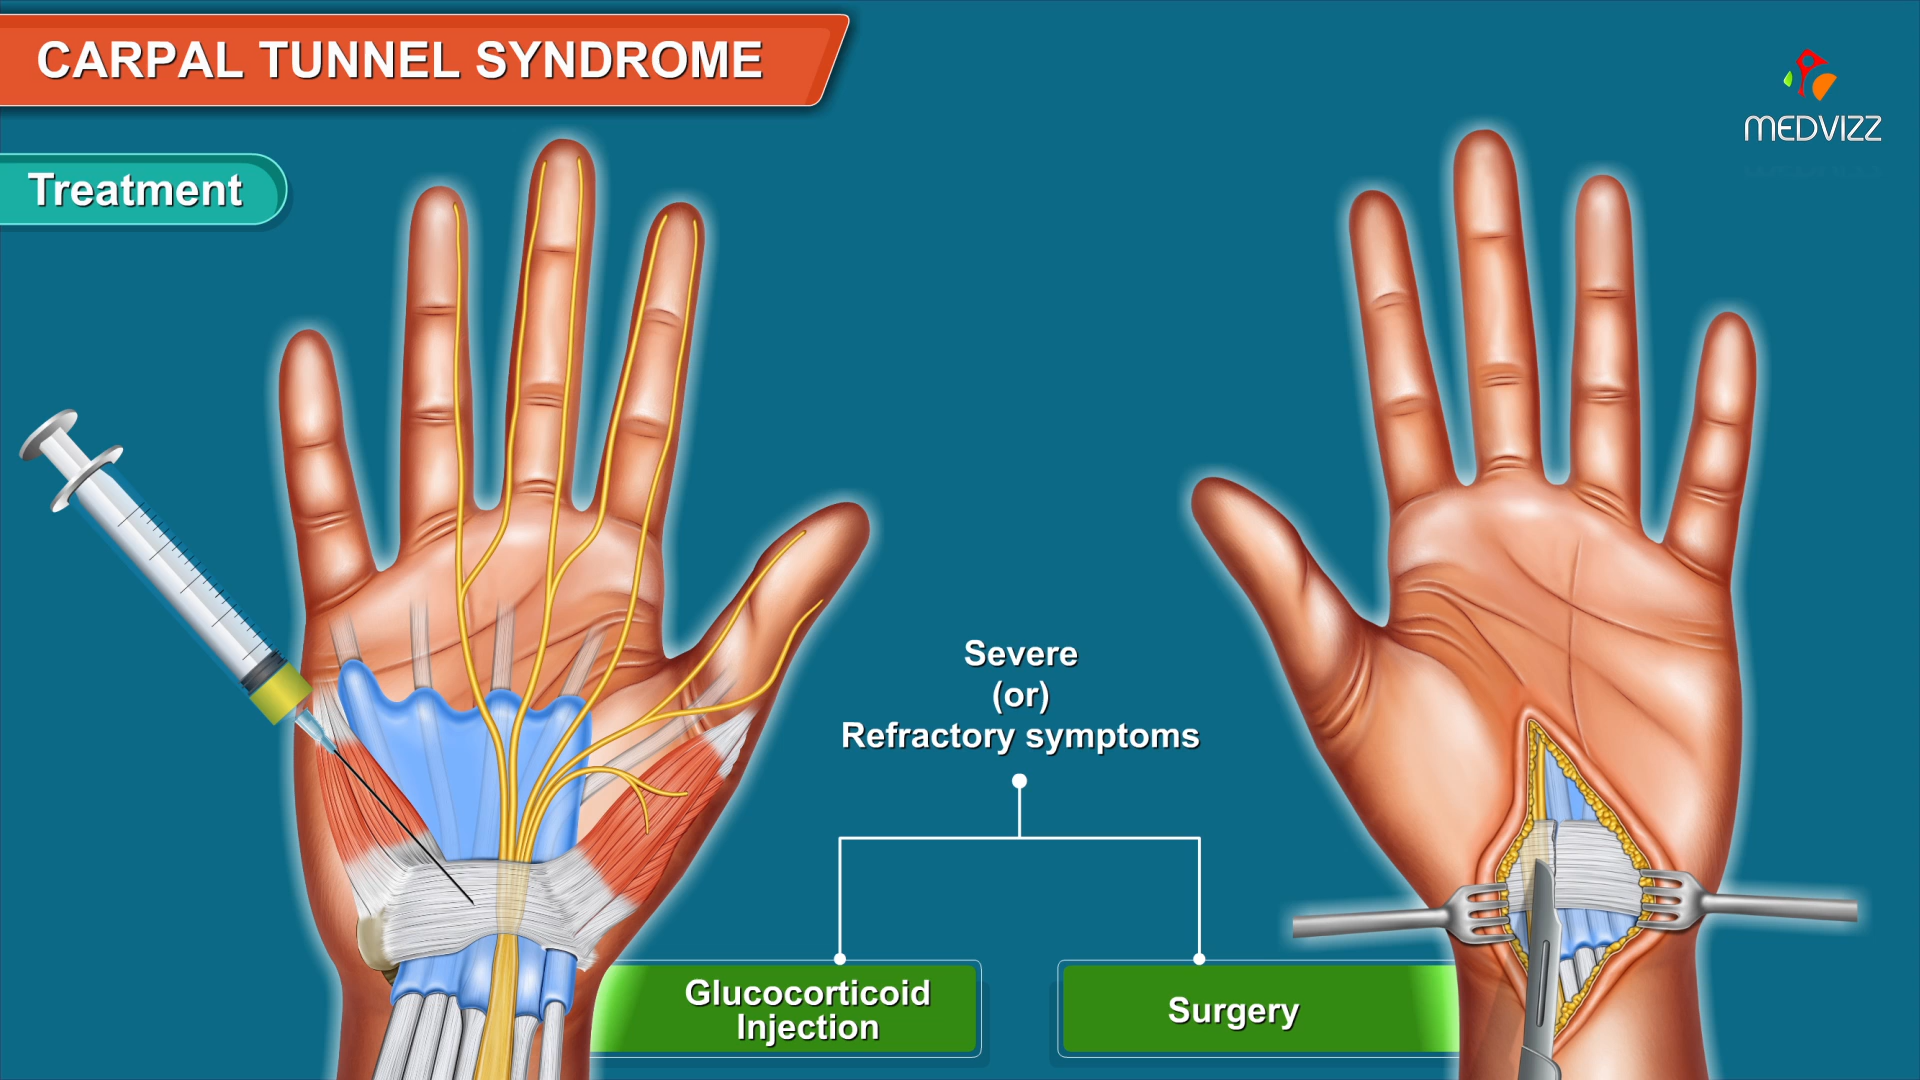 CARPAL TUNNEL SYNDROME
MEDVIZZ
Treatment
Severe
(or)
Refractory symptoms
Glucocorticoid
Injection
Surgery